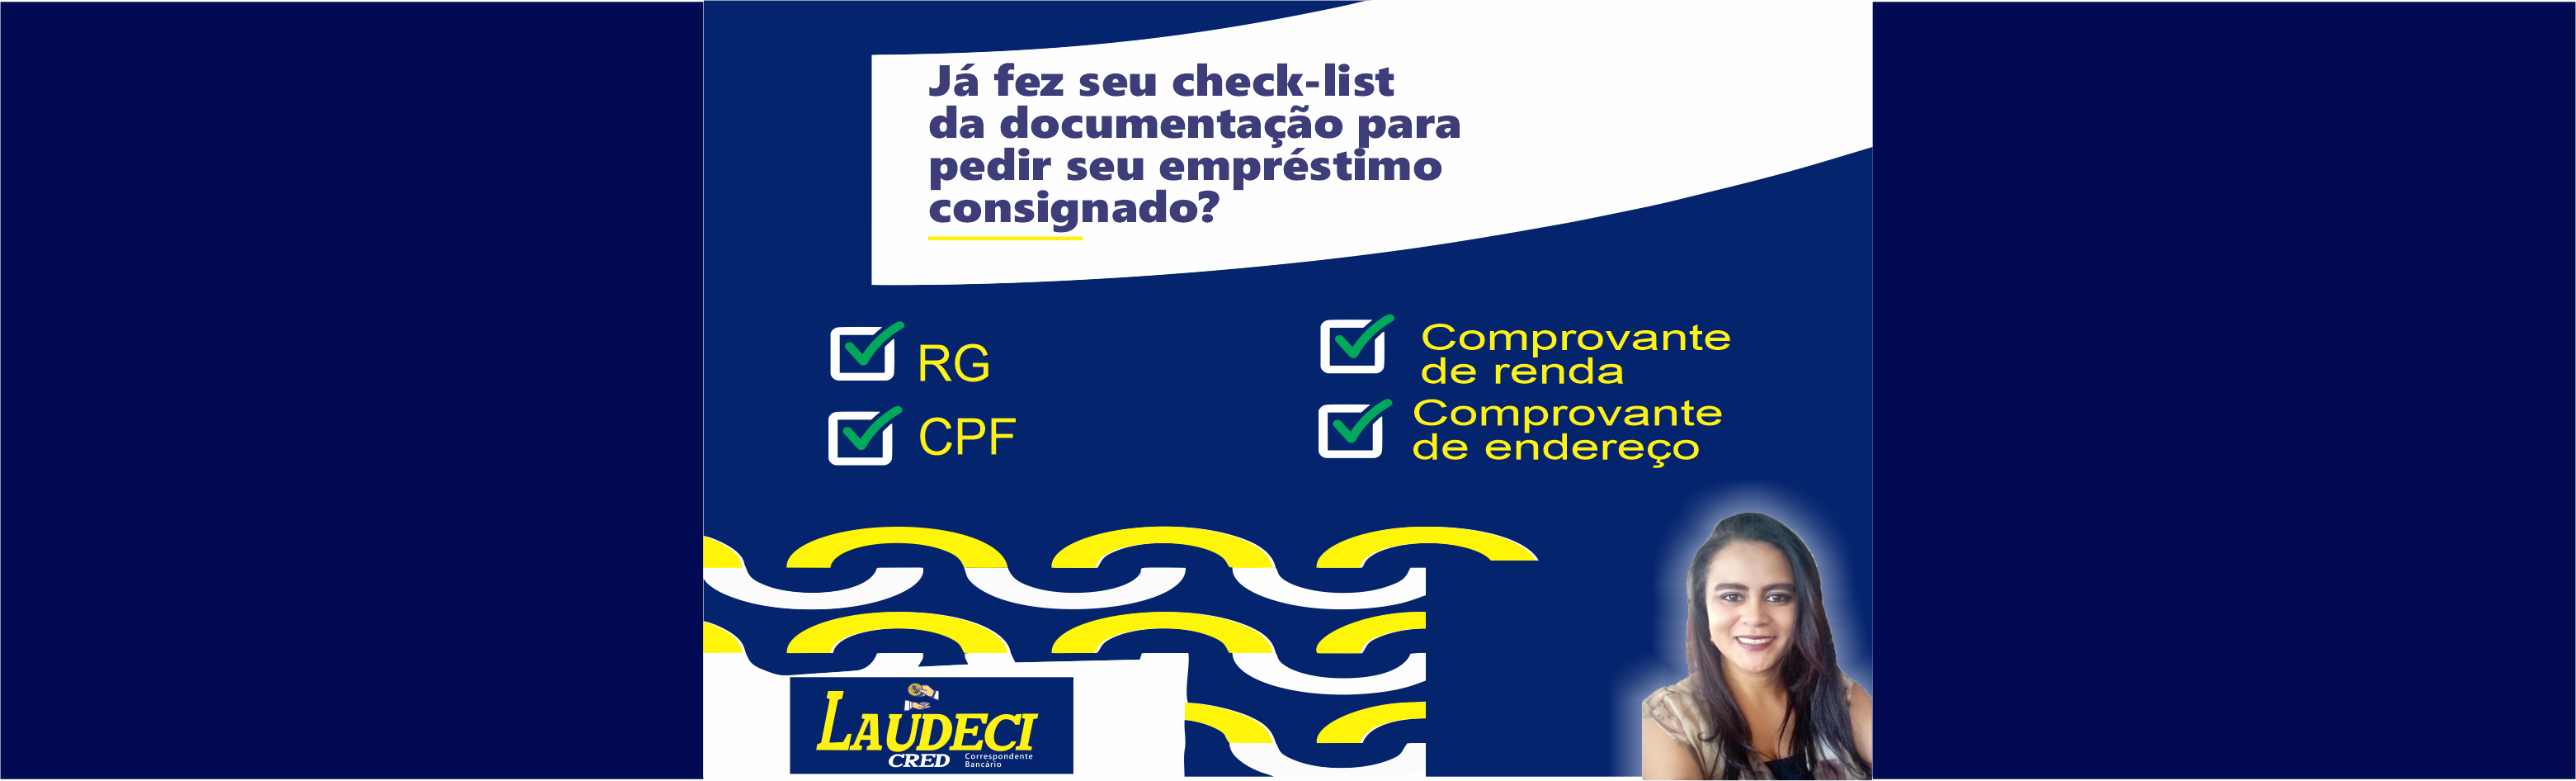 Já fez seu check-list
da documentação para
pedir seu empréstimo
consignado?
RG
CPF
Comprovante
de renda
Comprovante
de endereço
LAUDECI
CRED
Correspondente
Bancário